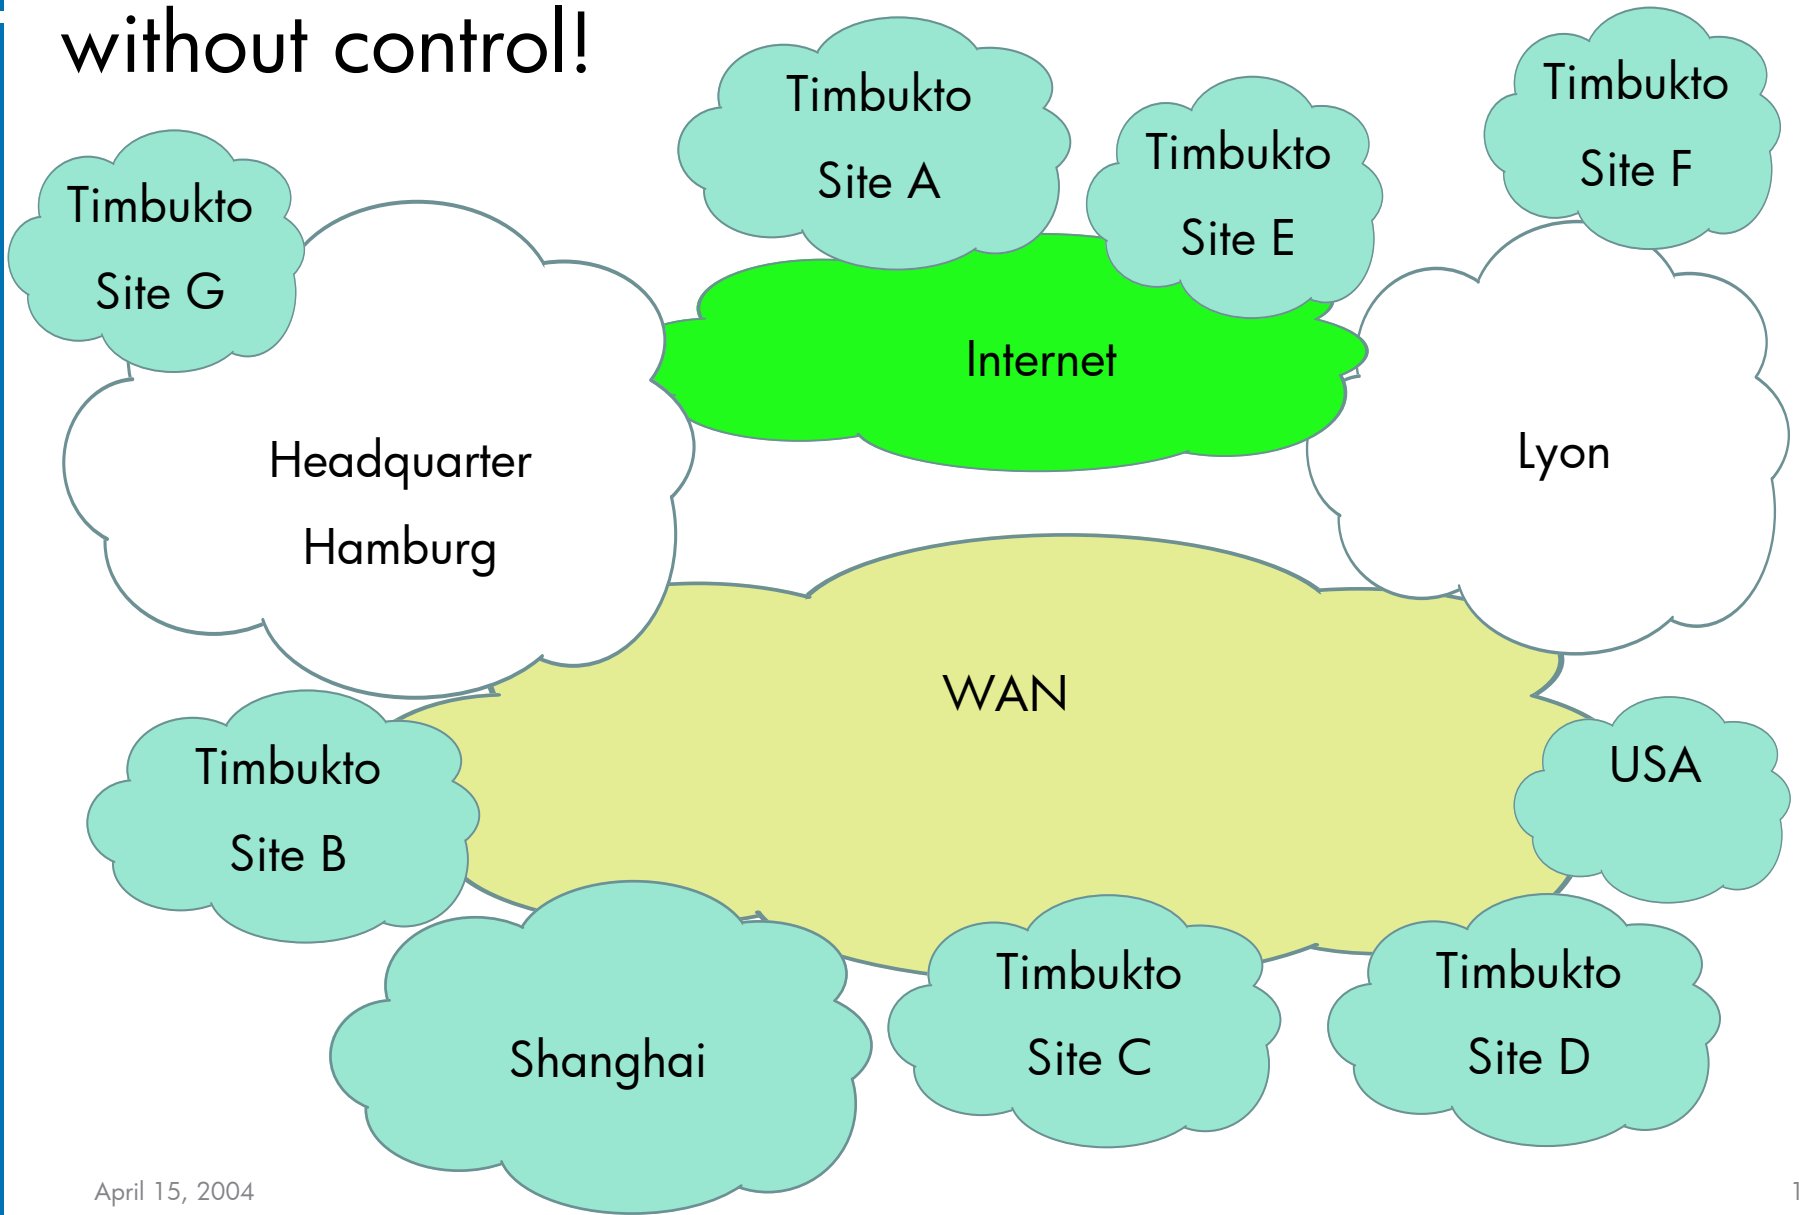 without control!
Timbukto
Site A
Timbukto
Site E
Timbukto
Site F
Timbukto
Site G
Internet
Headquarter
Hamburg
Lyon
WAN
Timbukto
Site B
USA
Shanghai
Timbukto
Site C
Timbukto
Site D
April 15, 2004
1